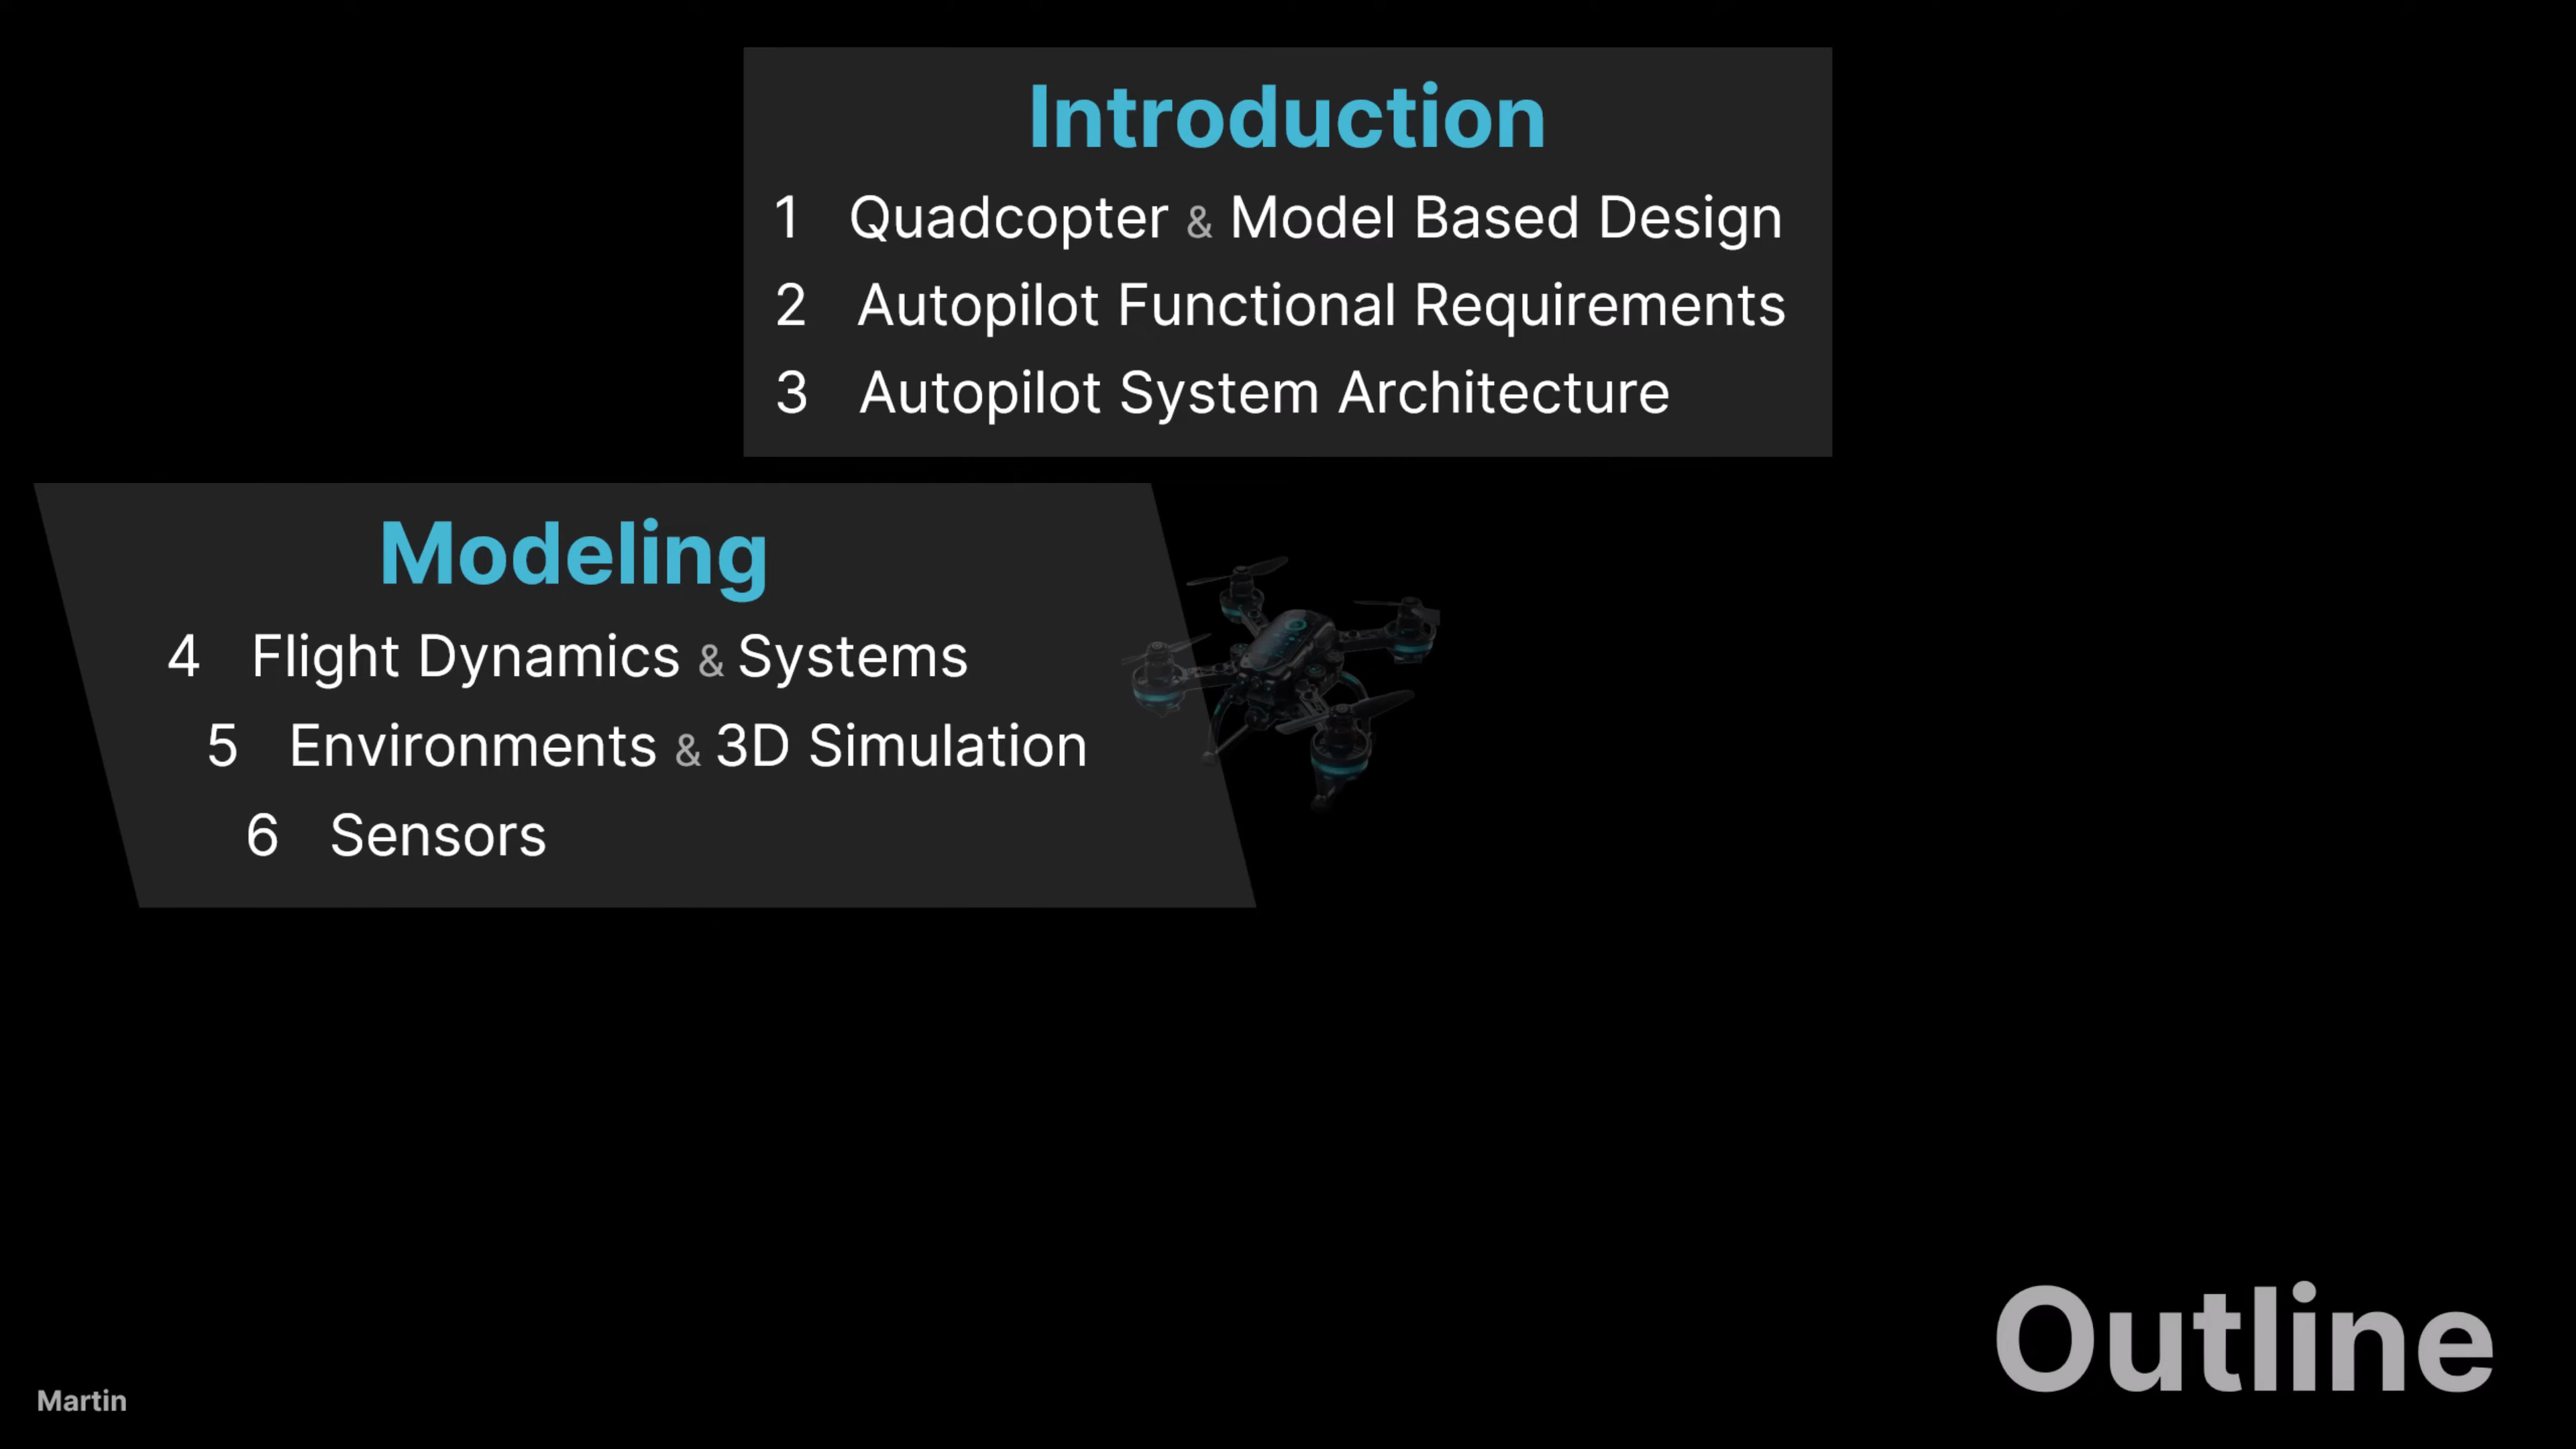 Introduction
1 Quadcopter & Model Based Design
2 Autopilot Functional Requirements
3 Autopilot System Architecture
Modeling
4 Flight Dynamics & Systems
5 Environments & 3D Simulation
6 Sensors
Outline
Martin